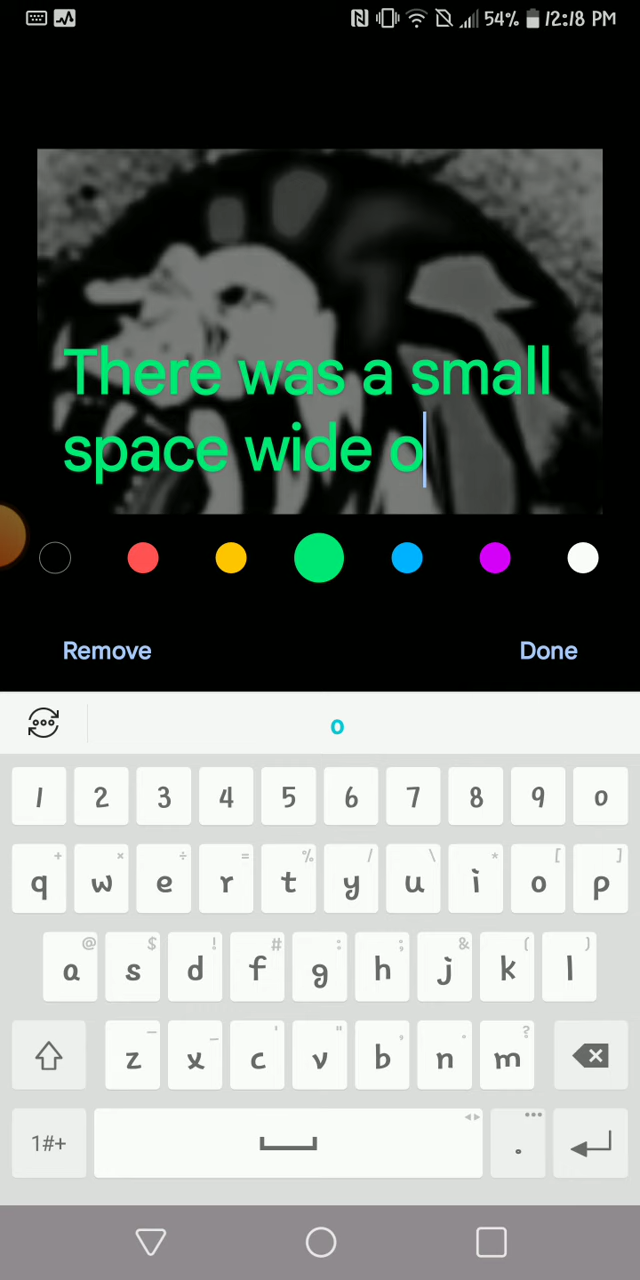 54% 12:18 PM
There was a small
space wide o
Remove Done
o
1 2 3 4 5 6 7 8 9 0
+ × ÷ = % / \ * [ ]
q w e r t y u i o p
@ $ ! # : ; & ( )
a s d f g h j k l
— _ ' " , . ?
z x c v b n m
1#+ .